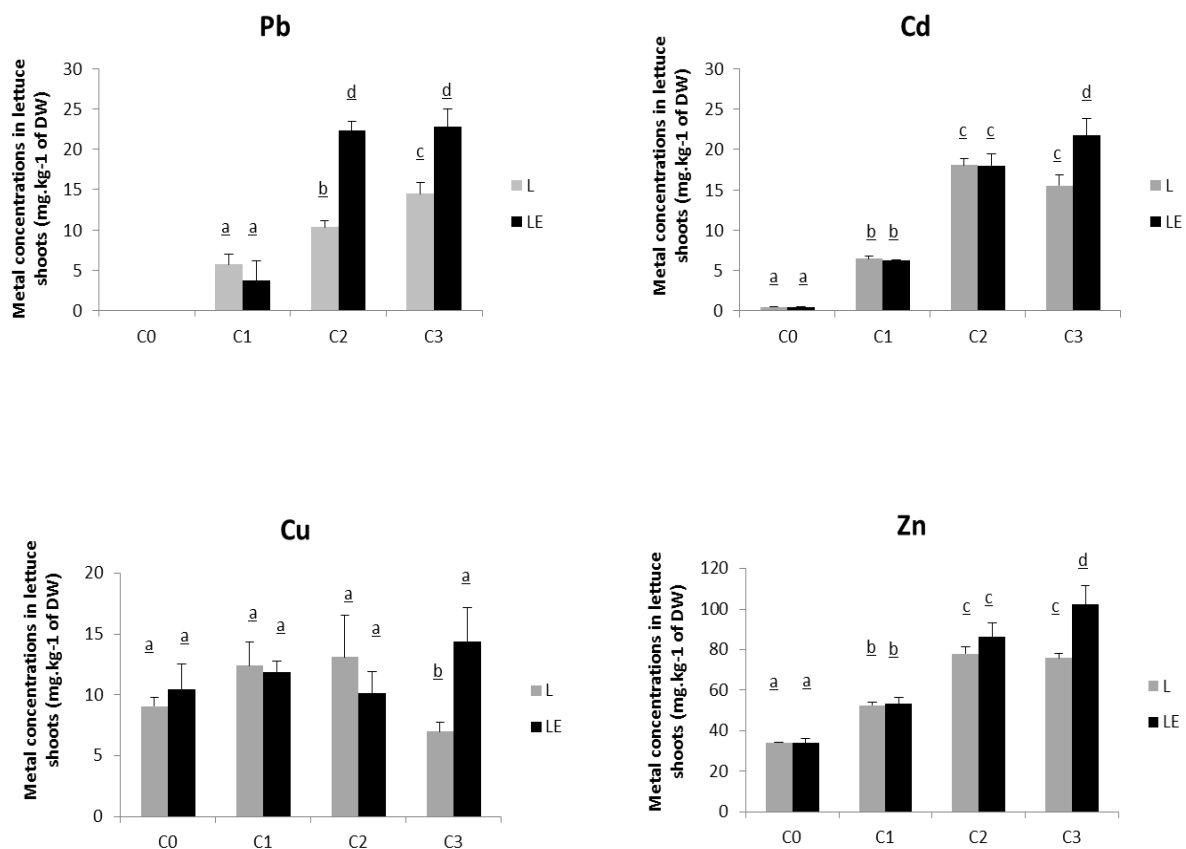 Pb
Metal concentrations in lettuce
shoots (mg.kg-1 of DW)
30
25
20
15
10
5
0
a a
b d
c d
C0 C1 C2 C3
L
LE
Cd
Metal concentrations in lettuce
shoots (mg.kg-1 of DW)
30
25
20
15
10
5
0
a a
b b
c c
c d
C0 C1 C2 C3
L
LE
Cu
Metal concentrations in lettuce
shoots (mg.kg-1 of DW)
20
15
10
5
0
a a
a a
a a
b a
C0 C1 C2 C3
L
LE
Zn
Metal concentrations in lettuce
shoots (mg.kg-1 of DW)
120
100
80
60
40
20
0
a a
b b
c c
c d
C0 C1 C2 C3
L
LE